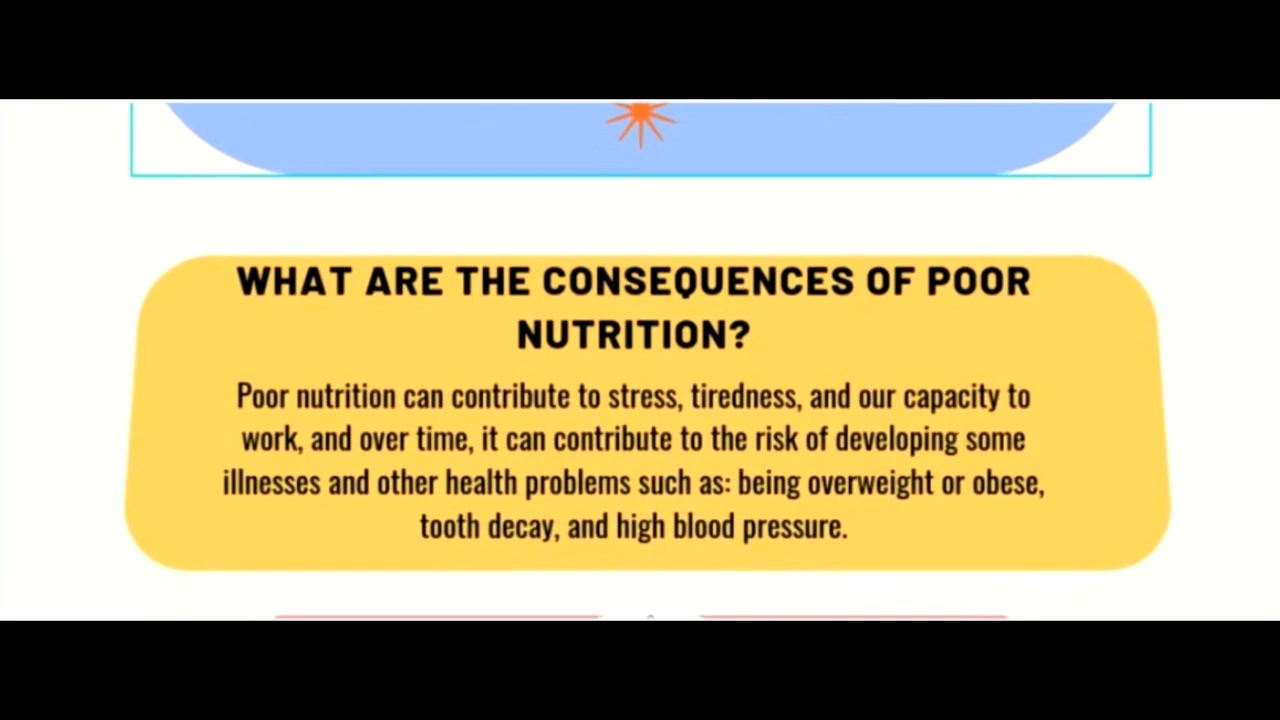 WHAT ARE THE CONSEQUENCES OF POOR
NUTRITION?
Poor nutrition can contribute to stress, tiredness, and our capacity to
work, and over time, it can contribute to the risk of developing some
illnesses and other health problems such as: being overweight or obese,
tooth decay, and high blood pressure.